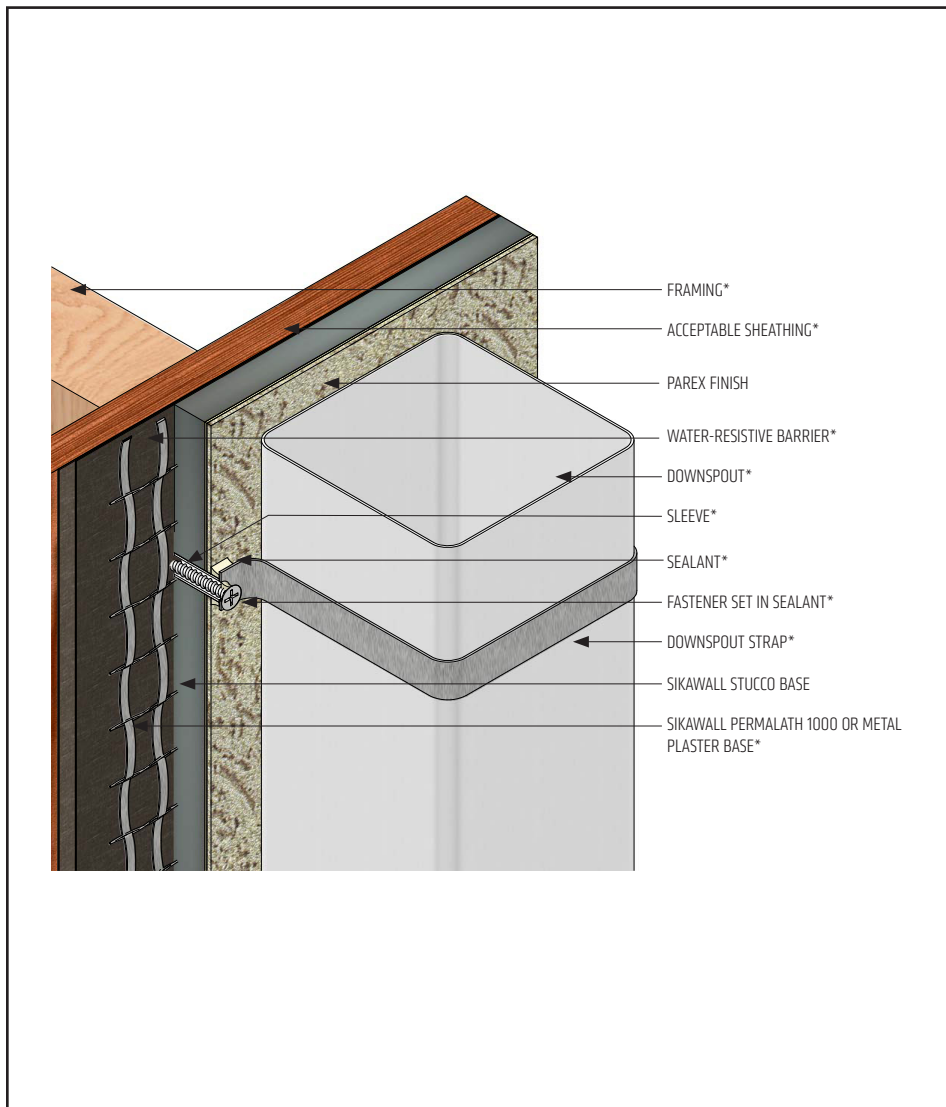 FRAMING*
ACCEPTABLE SHEATHING*
PAREX FINISH
WATER-RESISTIVE BARRIER*
DOWNSPOUT*
SLEEVE*
SEALANT*
FASTENER SET IN SEALANT*
DOWNSPOUT STRAP*
SIKAWALL STUCCO BASE
SIKAWALL PERMALATH 1000 OR METAL
PLASTER BASE*